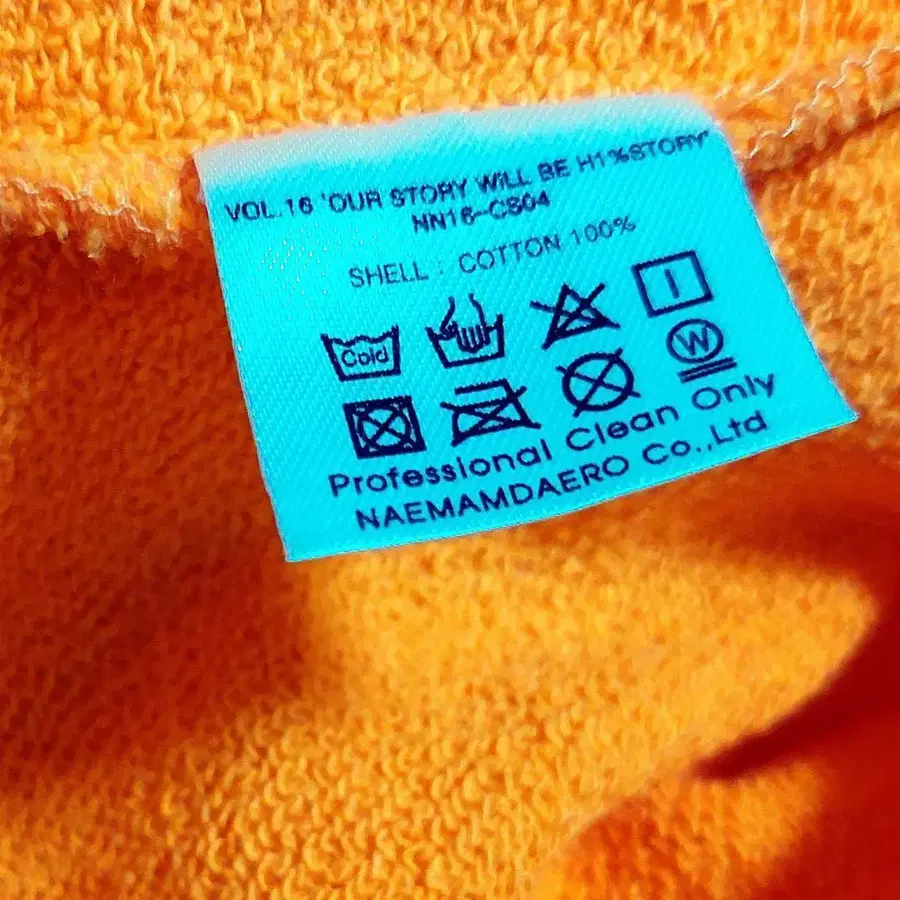 VOL.16 'OUR STORY WILL BE H1%STORY'
NN16-CS04
SHELL : COTTON 100%
Cold
W
Professional Clean Only
NAEMAMDAERO Co.,Ltd